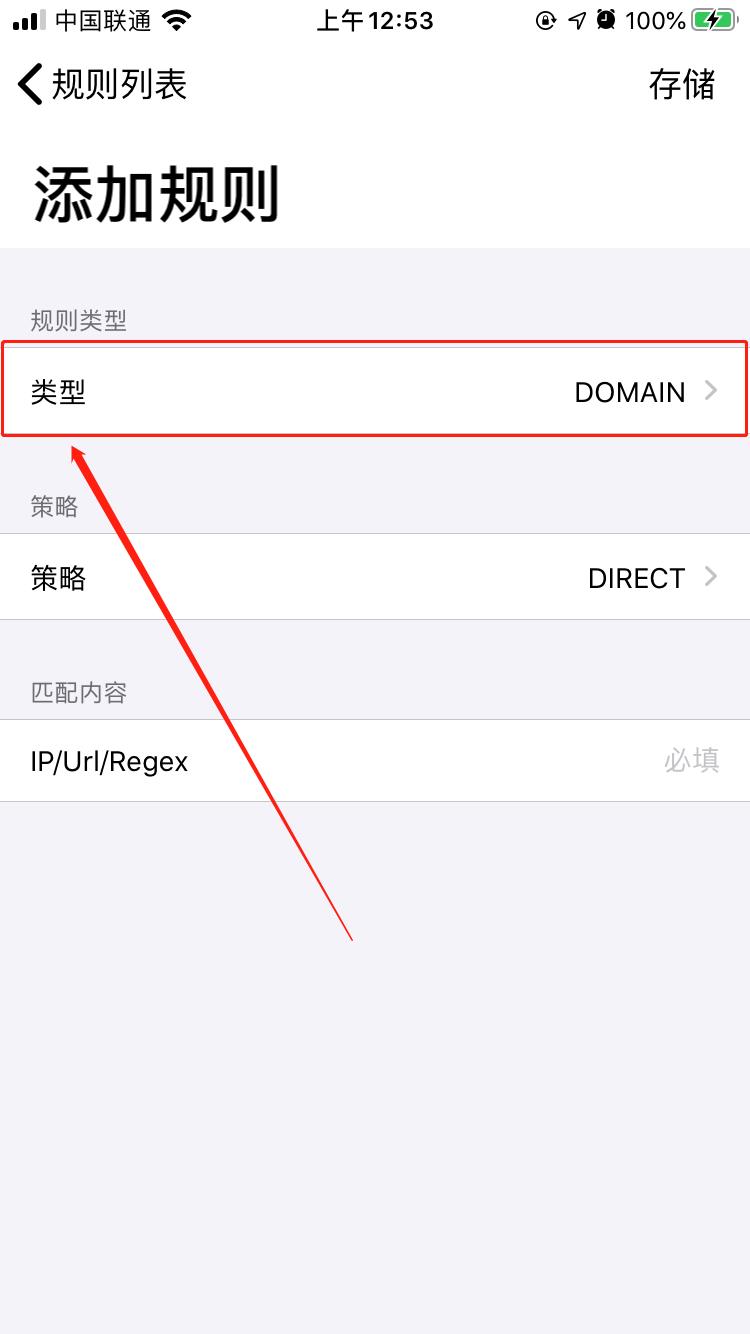 中国联通 上午12:53 100%
规则列表 存储
添加规则
规则类型
类型 DOMAIN
策略
策略 DIRECT
匹配内容
IP/Url/Regex 必填